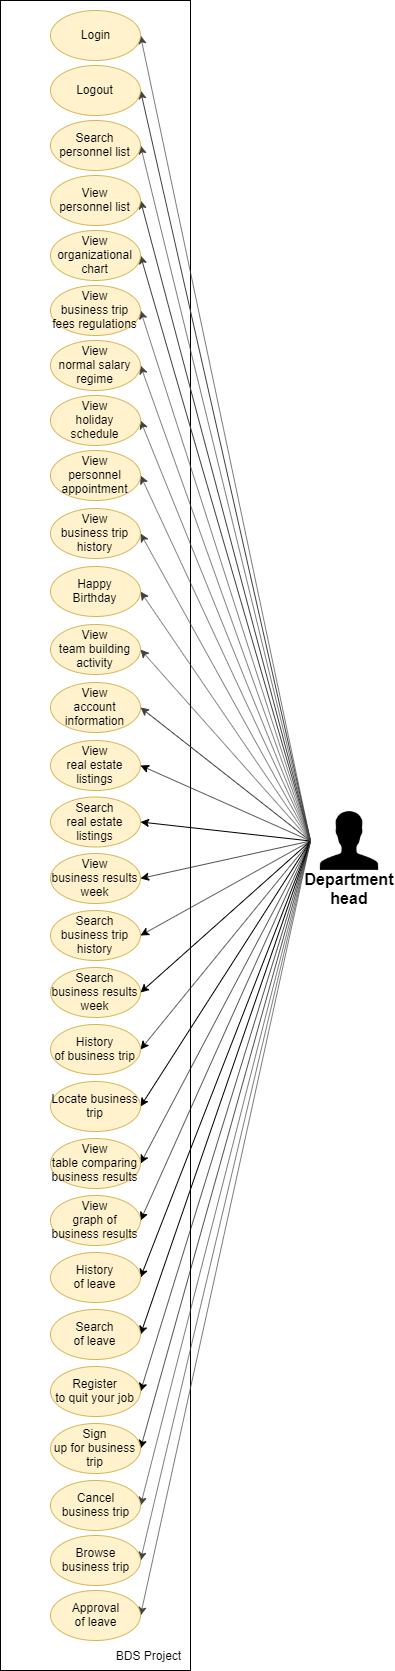 Login
Logout
Search
personnel list
View
personnel list
View
organizational
chart
View
business trip
fees regulations
View
normal salary
regime
View
holiday
schedule
View
personnel
appointment
View
business trip
history
Happy
Birthday
View
team building
activity
View
account
information
View
real estate
listings
Search
real estate
listings
View
business results
week
Search
business trip
history
Search
business results
week
History
of business trip
Locate business
trip
View
table comparing
business results
View
graph of
business results
History
of leave
Search
of leave
Register
to quit your job
Sign
up for business
trip
Cancel
business trip
Browse
business trip
Approval
of leave
BDS Project
Department
head